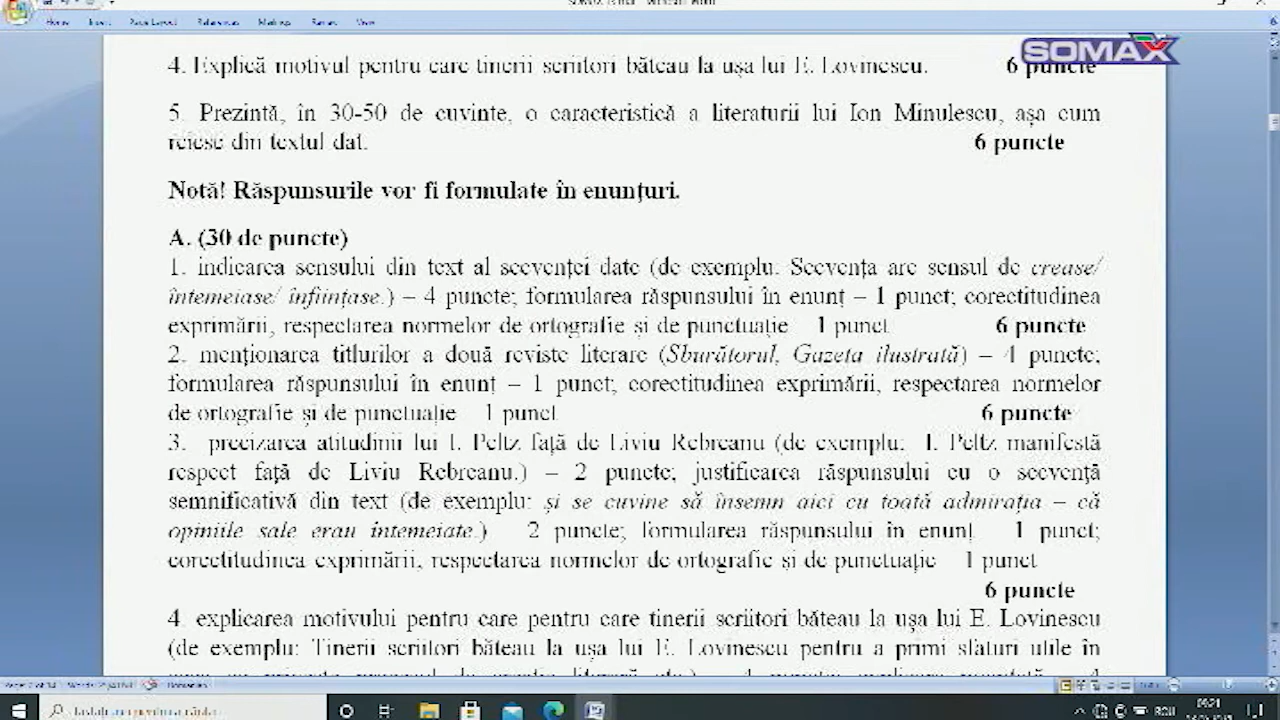 Home Insert Page Layout References Mailings Review View
SOMAX
4. Explică motivul pentru care tinerii scriitori băteau la ușa lui E. Lovinescu. 6 puncte
5. Prezintă, în 30-50 de cuvinte, o caracteristică a literaturii lui Ion Minulescu, așa cum
reiese din textul dat. 6 puncte
Notă! Răspunsurile vor fi formulate în enunțuri.
A. (30 de puncte)
1. indicarea sensului din text al secvenței date (de exemplu: Secvența are sensul de crease/
întemeiase/ înființase.) – 4 puncte; formularea răspunsului în enunț – 1 punct; corectitudinea
exprimării, respectarea normelor de ortografie și de punctuație – 1 punct 6 puncte
2. menționarea titlurilor a două reviste literare (Sburătorul, Gazeta ilustrată) – 4 puncte;
formularea răspunsului în enunț – 1 punct; corectitudinea exprimării, respectarea normelor
de ortografie și de punctuație – 1 punct 6 puncte
3. precizarea atitudinii lui I. Peltz față de Liviu Rebreanu (de exemplu: I. Peltz manifestă
respect față de Liviu Rebreanu.) – 2 puncte; justificarea răspunsului cu o secvență
semnificativă din text (de exemplu: și se cuvine să însemn aici cu toată admirația – că
opiniile sale erau întemeiate.) – 2 puncte; formularea răspunsului în enunț – 1 punct;
corectitudinea exprimării, respectarea normelor de ortografie și de punctuație – 1 punct
6 puncte
4. explicarea motivului pentru care pentru care tinerii scriitori băteau la ușa lui E. Lovinescu
(de exemplu: Tinerii scriitori băteau la ușa lui E. Lovinescu pentru a primi sfaturi utile în
09:21